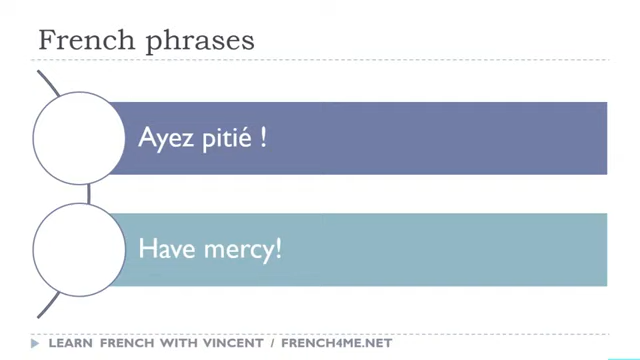 French phrases
Ayez pitié !
Have mercy!
LEARN FRENCH WITH VINCENT / FRENCH4ME.NET